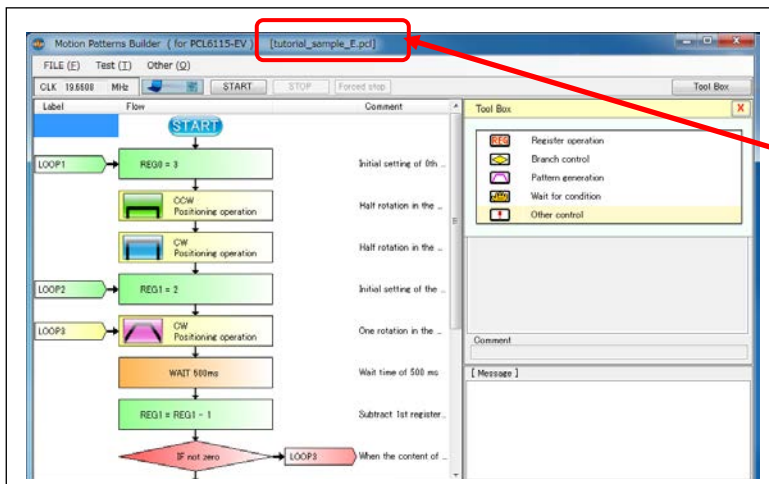 Motion Patterns Builder ( for PCL6115-EV ) [tutorial_sample_E.pcl]
FILE (F) Test (T) Other (O)
CLK 19.6608 MHz START STOP Forced stop Tool Box
Label Flow Comment
START
LOOP1 REG0 = 3 Initial setting of 0th ...
CCW
Positioning operation
Half rotation in the ...
CW
Positioning operation
Half rotation in the ...
LOOP2 REG1 = 2 Initial setting of the ...
LOOP3
CW
Positioning operation
One rotation in the ...
WAIT 500ms Wait time of 500 ms
REG1 = REG1 - 1 Subtract 1st register...
IF not zero LOOP3 When the content of ...
Tool Box X
REG Register operation
Branch control
Pattern generation
Wait for condition
Other control
Comment
[ Message ]